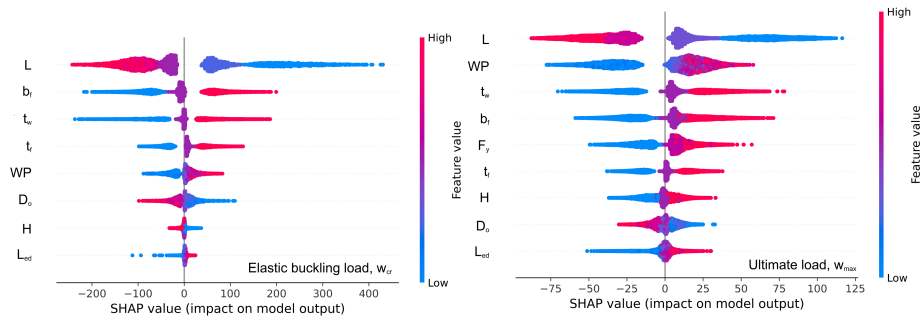 High
L
b_f
t_w
t_f
WP
D_o
H
L_ed
Elastic buckling load, w_cr
Low
−200 −100 0 100 200 300 400
SHAP value (impact on model output)
Feature value
High
L
WP
t_w
b_f
F_y
t_f
H
D_o
L_ed
Ultimate load, w_max
Low
−75 −50 −25 0 25 50 75 100 125
SHAP value (impact on model output)
Feature value